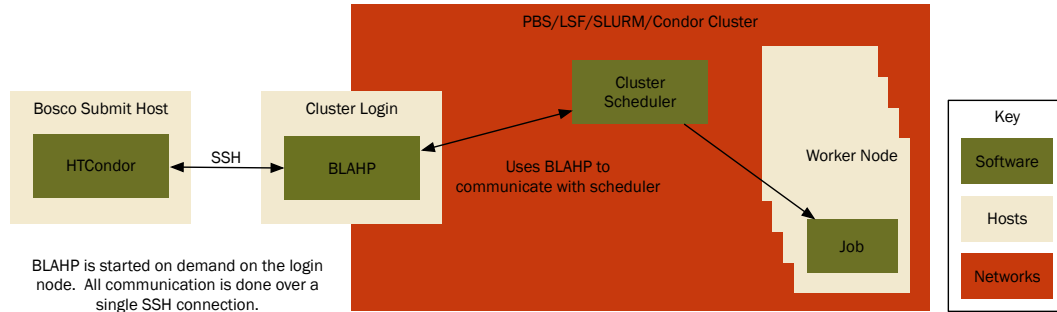 PBS/LSF/SLURM/Condor Cluster
Bosco Submit Host
HTCondor
SSH
Cluster Login
BLAHP
Cluster
Scheduler
Uses BLAHP to
communicate with scheduler
Worker Node
Job
BLAHP is started on demand on the login
node.  All communication is done over a
single SSH connection.
Key
Software
Hosts
Networks